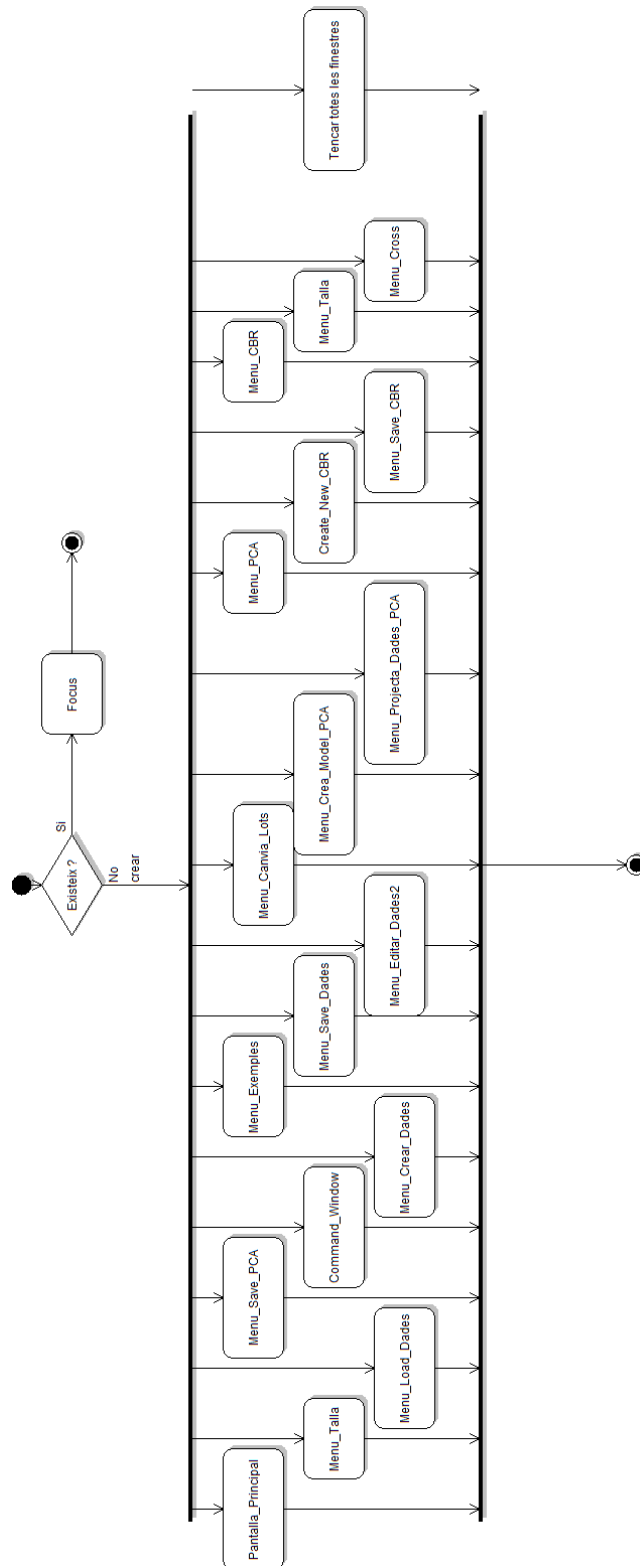 Existeix ?
Si
Focus
No
crear
Pantalla_Principal
Menu_Talla
Menu_Load_Dades
Menu_Save_PCA
Command_Window
Menu_Crear_Dades
Menu_Exemples
Menu_Save_Dades
Menu_Editar_Dades2
Menu_Canvia_Lots
Menu_Crea_Model_PCA
Menu_Projecta_Dades_PCA
Menu_PCA
Create_New_CBR
Menu_Save_CBR
Menu_CBR
Menu_Talla
Menu_Cross
Tencar totes les finestres